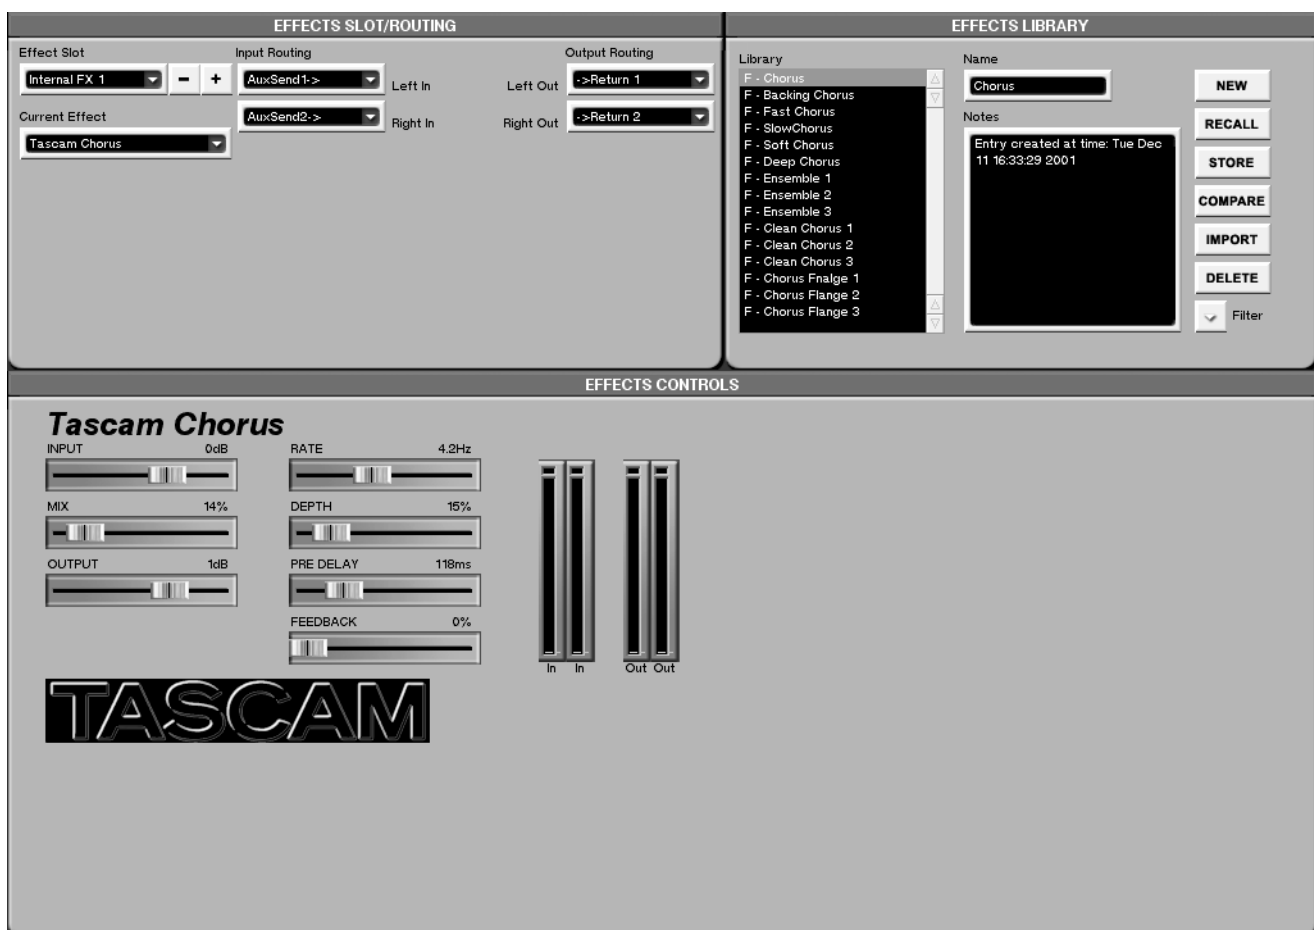 EFFECTS SLOT/ROUTING
Effect Slot
Input Routing
Output Routing
Internal FX 1
-
+
AuxSend1->
Left In
Left Out
->Return 1
Current Effect
AuxSend2->
Right In
Right Out
->Return 2
Tascam Chorus
EFFECTS LIBRARY
Library
F - Chorus
F - Backing Chorus
F - Fast Chorus
F - SlowChorus
F - Soft Chorus
F - Deep Chorus
F - Ensemble 1
F - Ensemble 2
F - Ensemble 3
F - Clean Chorus 1
F - Clean Chorus 2
F - Clean Chorus 3
F - Chorus Fnalge 1
F - Chorus Flange 2
F - Chorus Flange 3
Name
Chorus
Notes
Entry created at time: Tue Dec
11 16:33:29 2001
NEW
RECALL
STORE
COMPARE
IMPORT
DELETE
Filter
EFFECTS CONTROLS
Tascam Chorus
INPUT 0dB
MIX 14%
OUTPUT 1dB
RATE 4.2Hz
DEPTH 15%
PRE DELAY 118ms
FEEDBACK 0%
In In Out Out
TASCAM